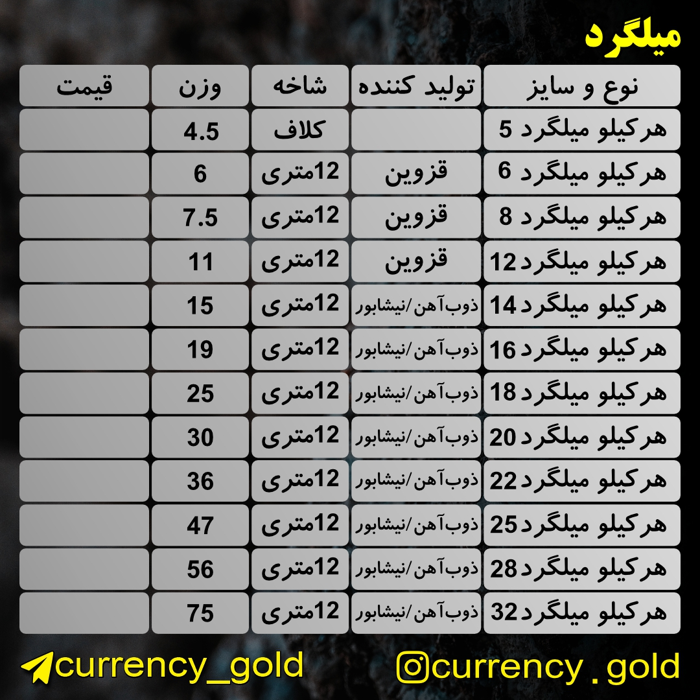 میلگرد
نوع و سایز تولید کننده شاخه وزن قیمت
هر کیلو میلگرد 5 کلاف 4.5
هر کیلو میلگرد 6 قزوین 12متری 6
هر کیلو میلگرد 8 قزوین 12متری 7.5
هر کیلو میلگرد 12 قزوین 12متری 11
هر کیلو میلگرد 14 ذوب‌آهن/نیشابور 12متری 15
هر کیلو میلگرد 16 ذوب‌آهن/نیشابور 12متری 19
هر کیلو میلگرد 18 ذوب‌آهن/نیشابور 12متری 25
هر کیلو میلگرد 20 ذوب‌آهن/نیشابور 12متری 30
هر کیلو میلگرد 22 ذوب‌آهن/نیشابور 12متری 36
هر کیلو میلگرد 25 ذوب‌آهن/نیشابور 12متری 47
هر کیلو میلگرد 28 ذوب‌آهن/نیشابور 12متری 56
هر کیلو میلگرد 32 ذوب‌آهن/نیشابور 12متری 75
currency_gold currency.gold